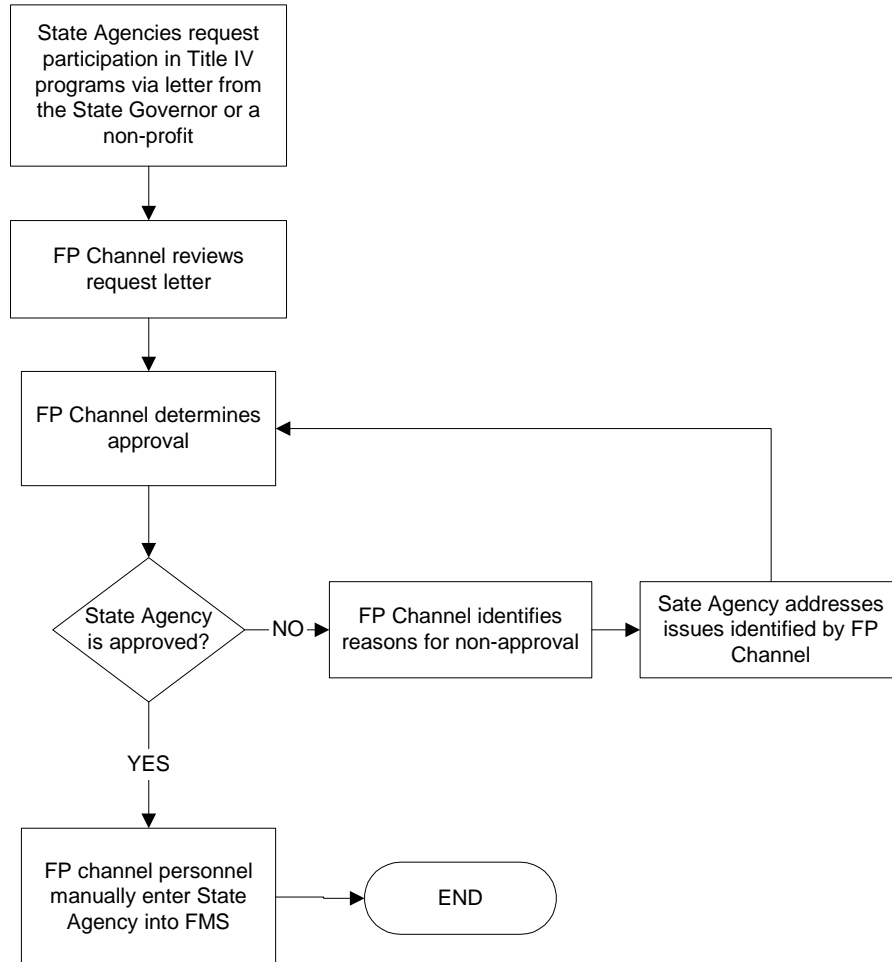 State Agencies request
participation in Title IV
programs via letter from
the State Governor or a
non-profit
FP Channel reviews
request letter
FP Channel determines
approval
State Agency
is approved?
NO
FP Channel identifies
reasons for non-approval
Sate Agency addresses
issues identified by FP
Channel
YES
FP channel personnel
manually enter State
Agency into FMS
END